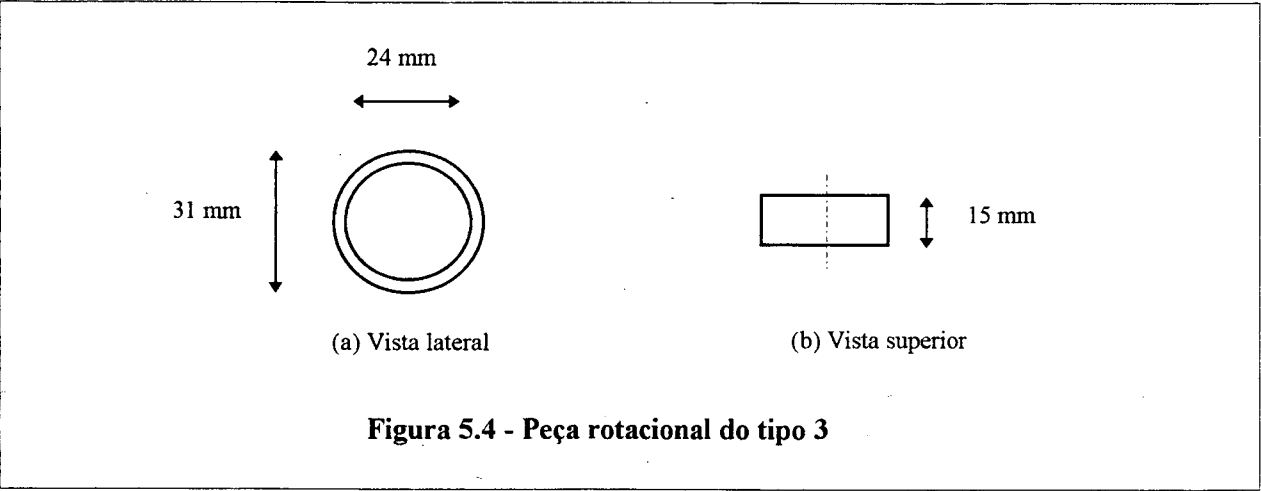 24 mm
31 mm
15 mm
(a) Vista lateral
(b) Vista superior
Figura 5.4 - Peça rotacional do tipo 3